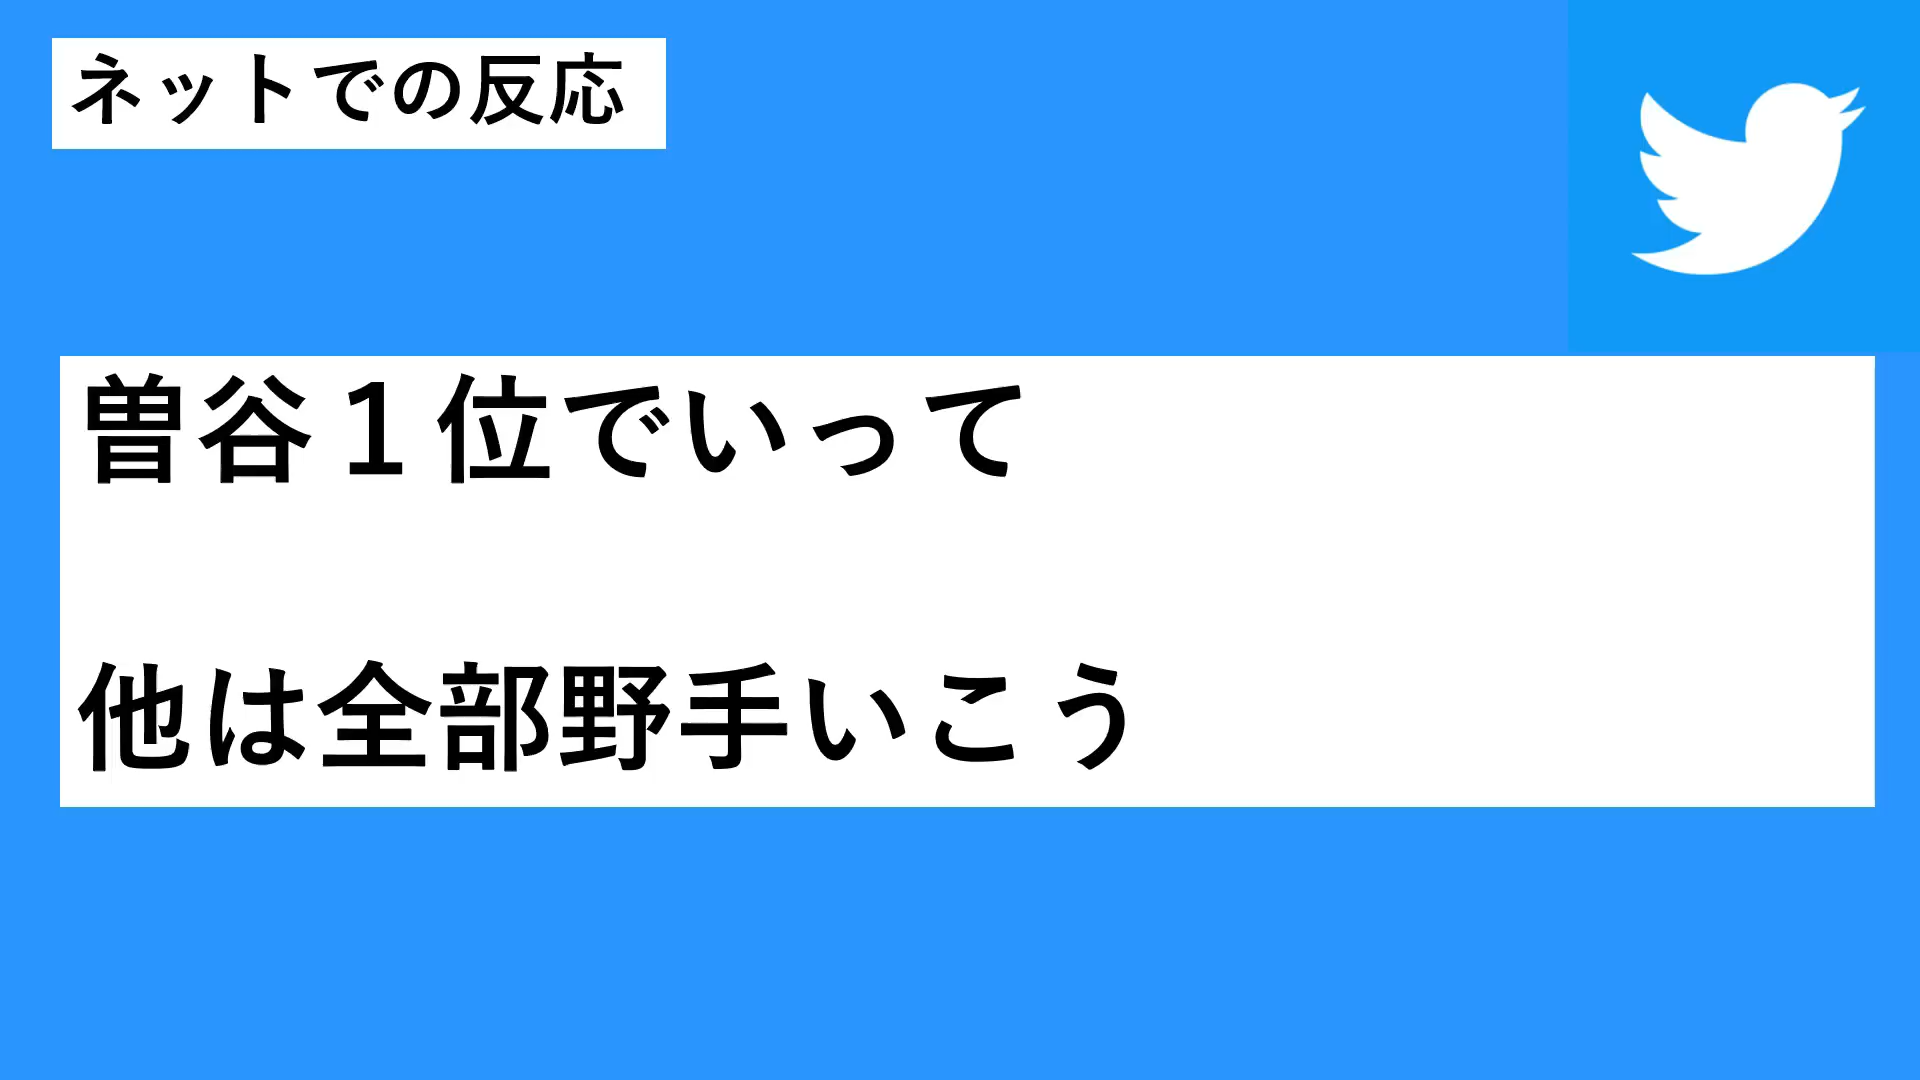 ネットでの反応
曽谷１位でいって
他は全部野手いこう